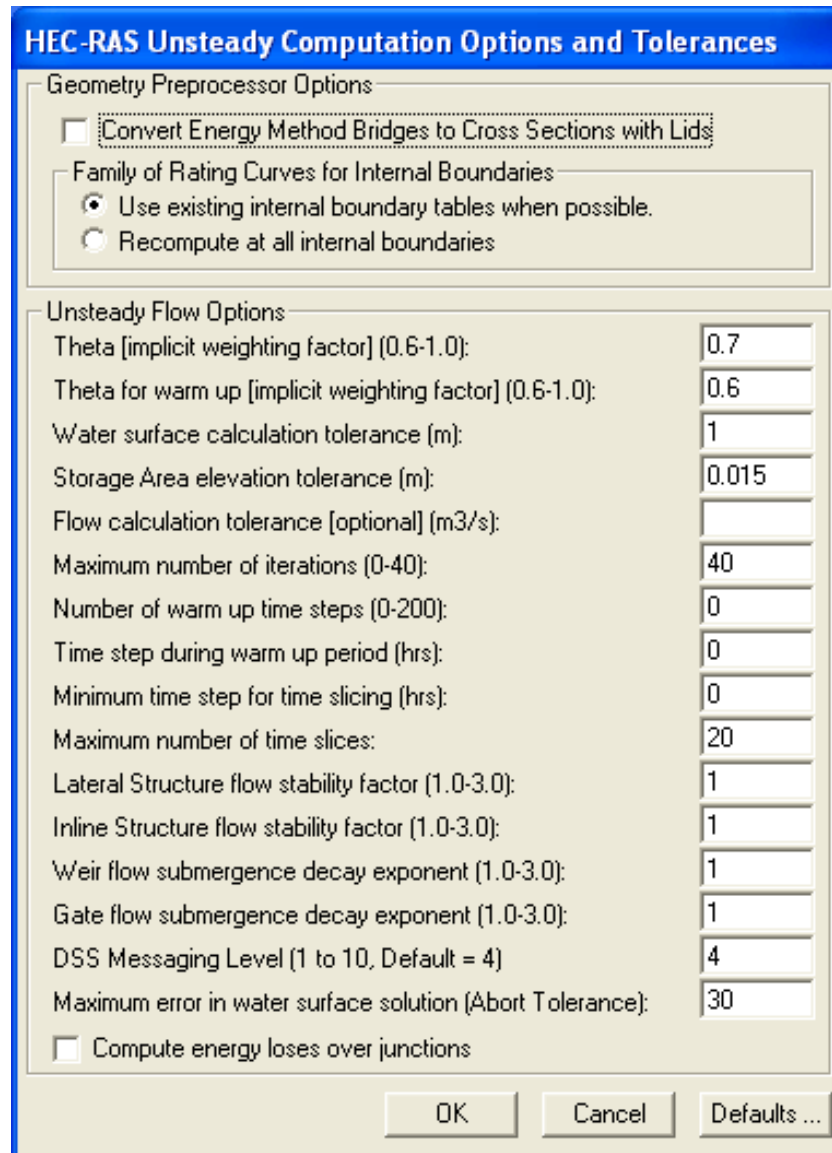 HEC-RAS Unsteady Computation Options and Tolerances
Geometry Preprocessor Options
Convert Energy Method Bridges to Cross Sections with Lids
Family of Rating Curves for Internal Boundaries
Use existing internal boundary tables when possible.
Recompute at all internal boundaries
Unsteady Flow Options
Theta [implicit weighting factor] (0.6-1.0): 0.7
Theta for warm up [implicit weighting factor] (0.6-1.0): 0.6
Water surface calculation tolerance (m): 1
Storage Area elevation tolerance (m): 0.015
Flow calculation tolerance [optional] (m3/s):
Maximum number of iterations (0-40): 40
Number of warm up time steps (0-200): 0
Time step during warm up period (hrs): 0
Minimum time step for time slicing (hrs): 0
Maximum number of time slices: 20
Lateral Structure flow stability factor (1.0-3.0): 1
Inline Structure flow stability factor (1.0-3.0): 1
Weir flow submergence decay exponent (1.0-3.0): 1
Gate flow submergence decay exponent (1.0-3.0): 1
DSS Messaging Level (1 to 10, Default = 4) 4
Maximum error in water surface solution (Abort Tolerance): 30
Compute energy loses over junctions
OK Cancel Defaults ...